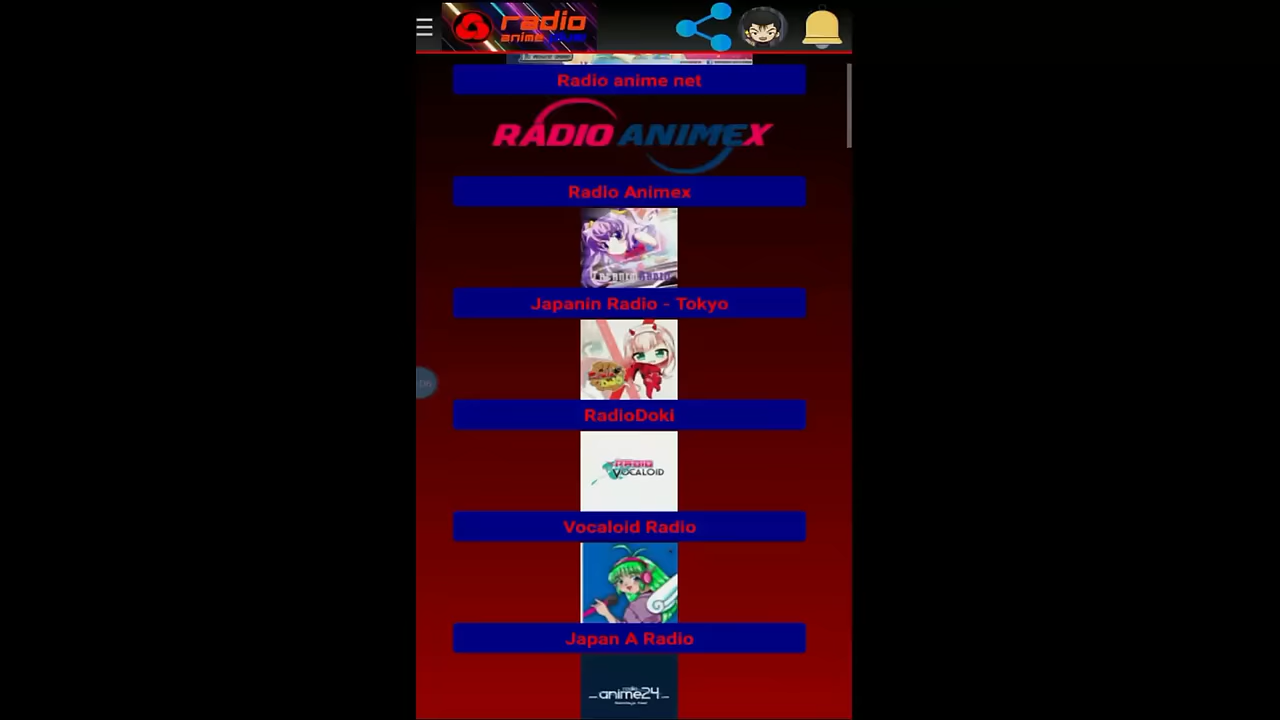 radio
anime
Radio anime net
RÁDIO ANIMEX
Radio Animex
Japanin Radio - Tokyo
RadioDoki
RADIO
VOCALOID
Vocaloid Radio
Japan A Radio
radio
anime24